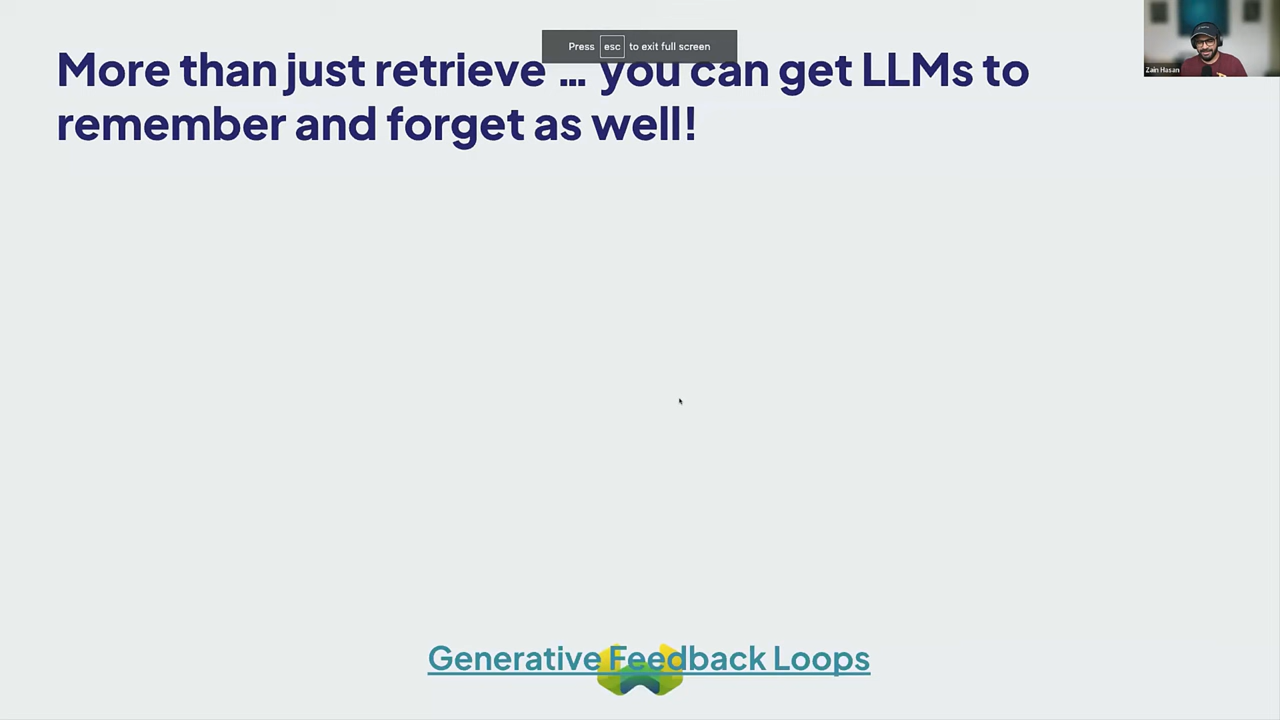 Press esc to exit full screen
Zain Hasan
More than just retrieve ... you can get LLMs to
remember and forget as well!
Generative Feedback Loops